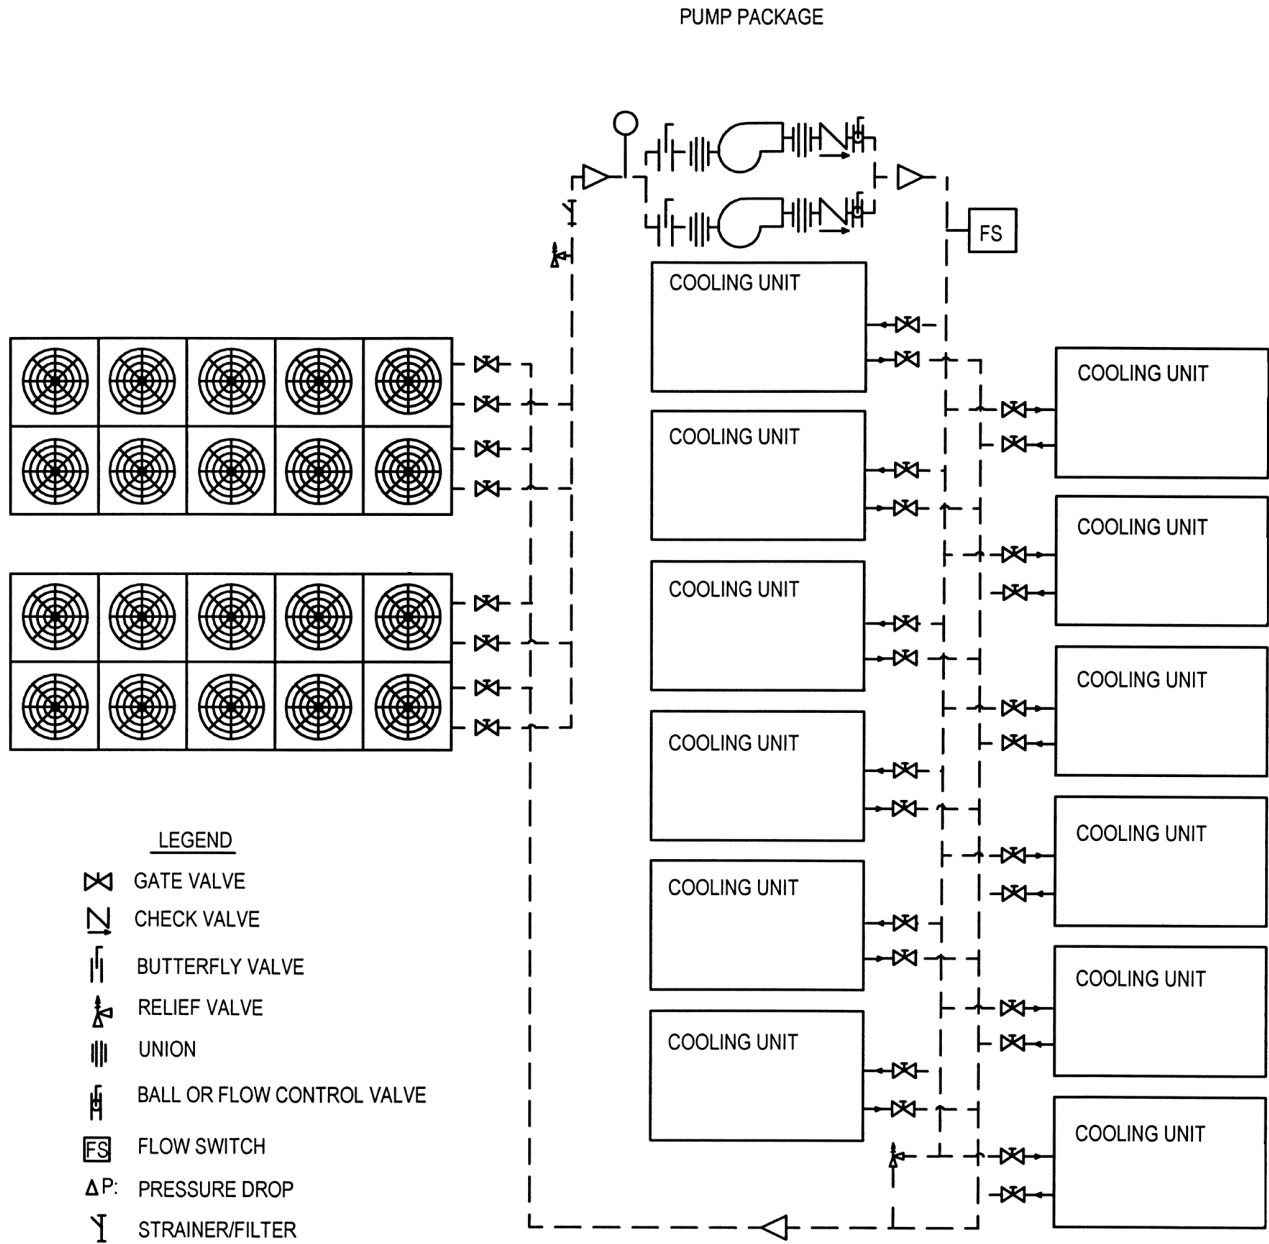 PUMP PACKAGE
FS
COOLING UNIT
COOLING UNIT
COOLING UNIT
COOLING UNIT
COOLING UNIT
COOLING UNIT
COOLING UNIT
COOLING UNIT
COOLING UNIT
COOLING UNIT
COOLING UNIT
COOLING UNIT
LEGEND
GATE VALVE
CHECK VALVE
BUTTERFLY VALVE
RELIEF VALVE
UNION
BALL OR FLOW CONTROL VALVE
FS FLOW SWITCH
ΔP: PRESSURE DROP
STRAINER/FILTER